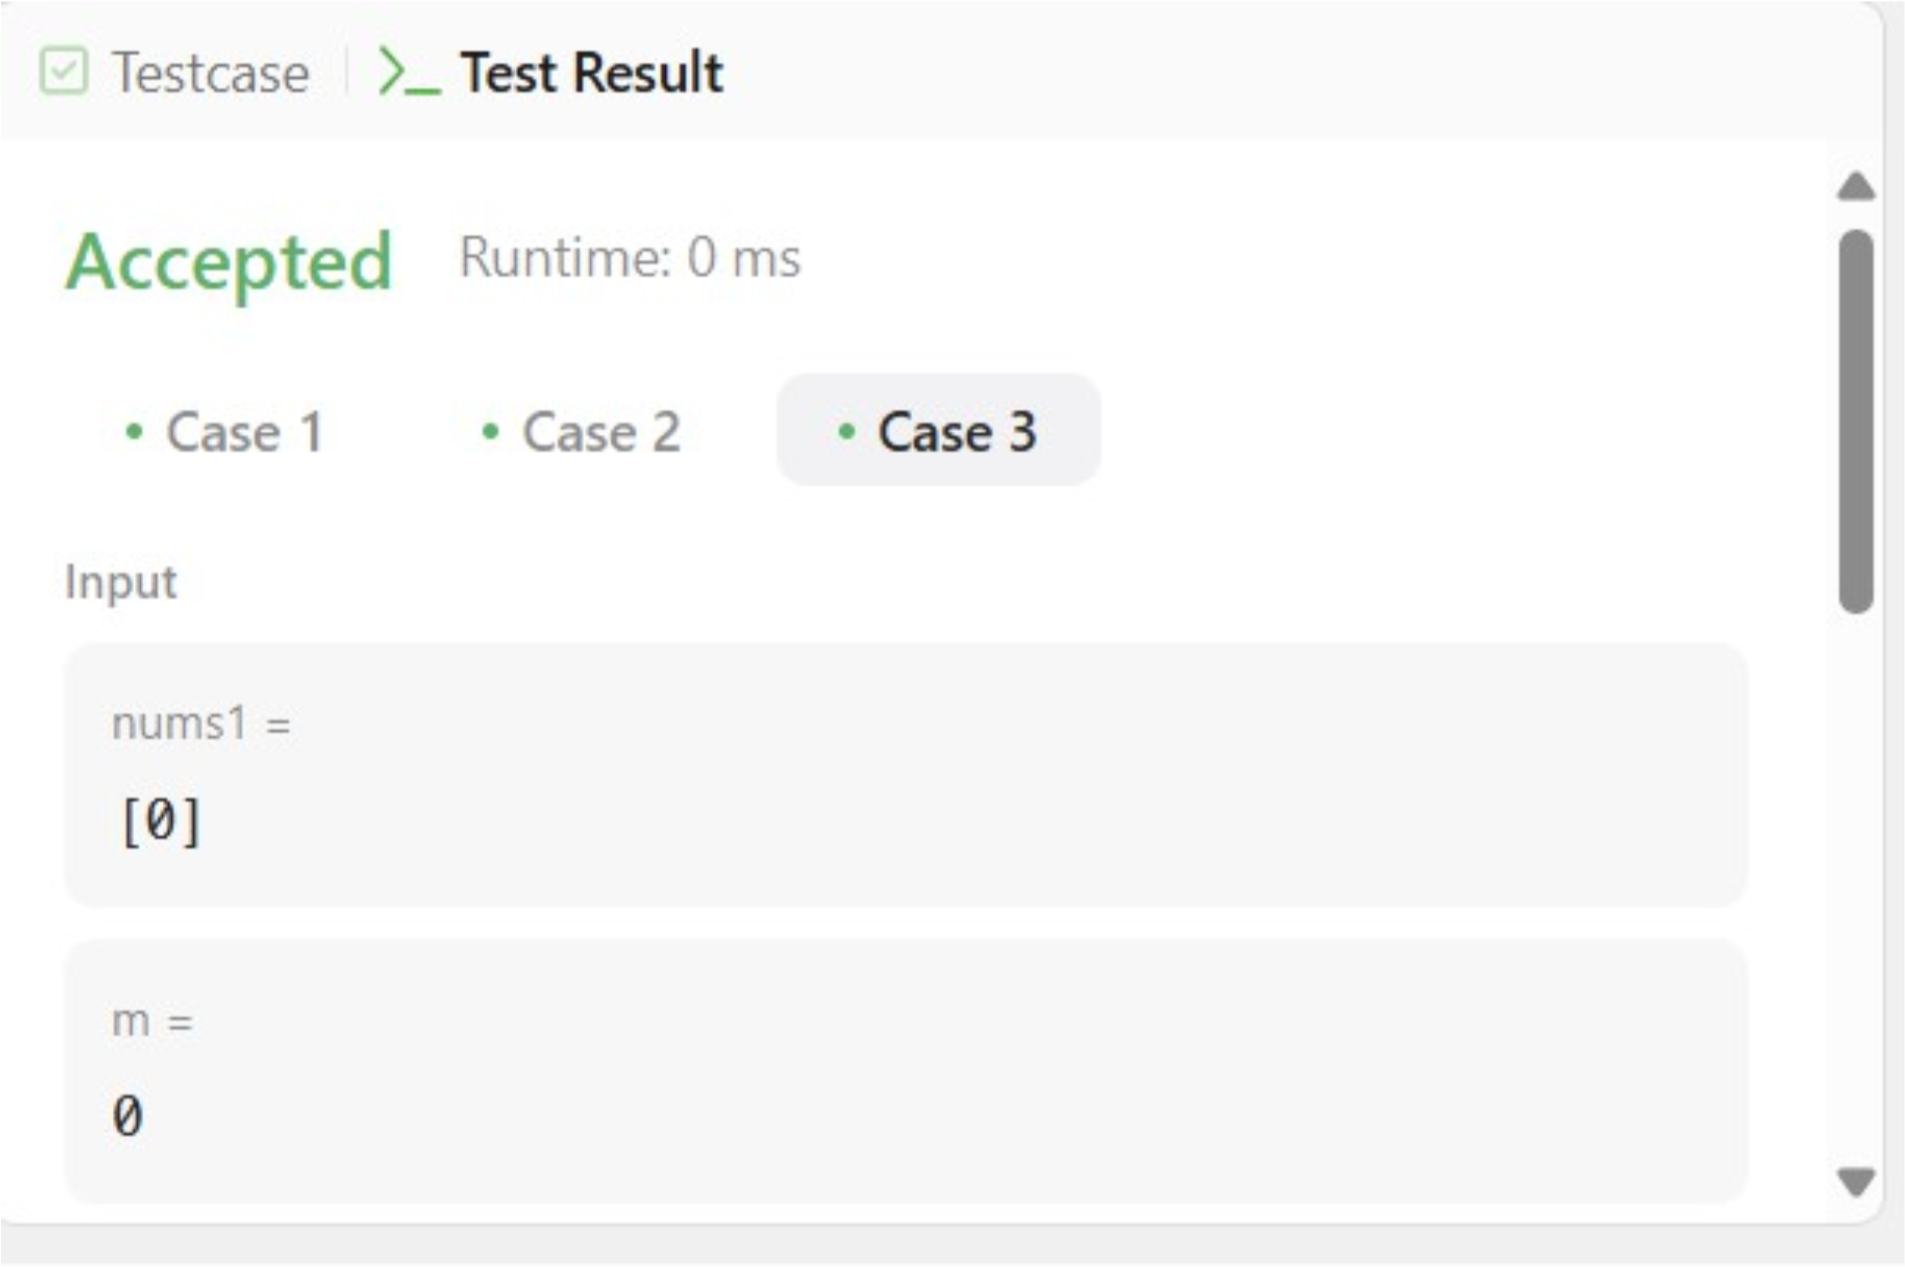 Testcase Test Result
Accepted Runtime: 0 ms
Case 1 Case 2 Case 3
Input
nums1 =
[0]
m =
0